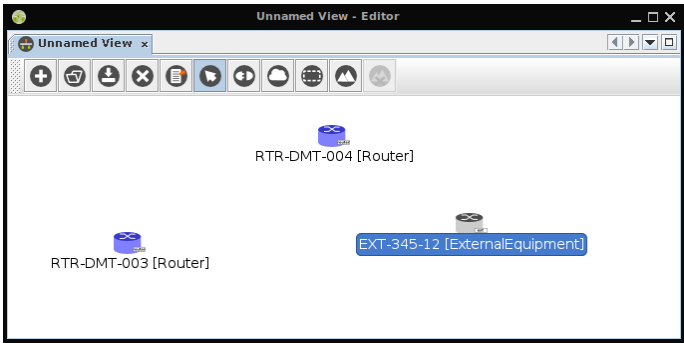 Unnamed View - Editor
Unnamed View
RTR-DMT-004 [Router]
EXT-345-12 [ExternalEquipment]
RTR-DMT-003 [Router]